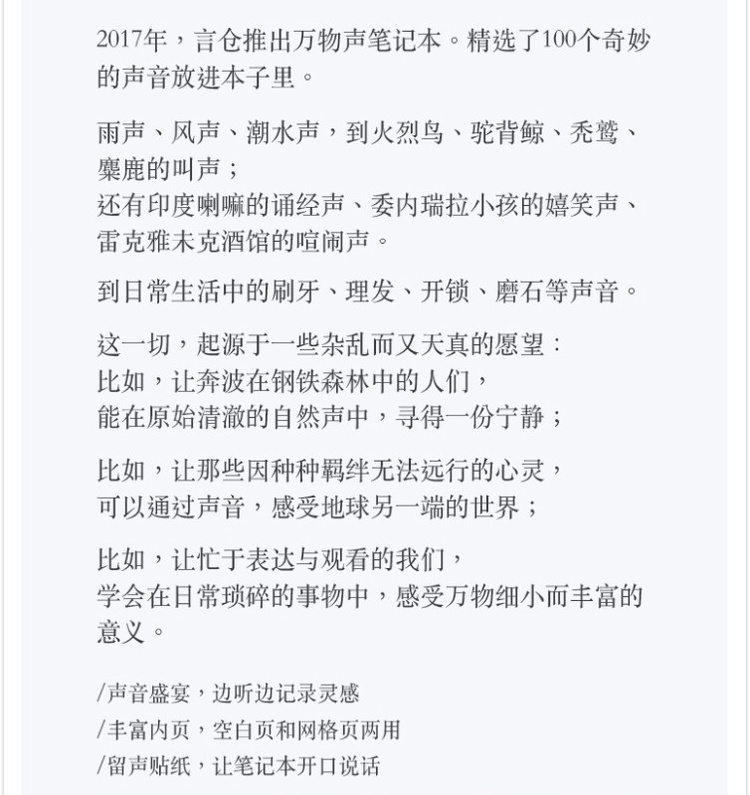 2017年，言仓推出万物声笔记本。精选了100个奇妙
的声音放进本子里。
雨声、风声、潮水声，到火烈鸟、驼背鲸、秃鹫、
麋鹿的叫声；
还有印度喇嘛的诵经声、委内瑞拉小孩的嬉笑声、
雷克雅未克酒馆的喧闹声。
到日常生活中的刷牙、理发、开锁、磨石等声音。
这一切，起源于一些杂乱而又天真的愿望：
比如，让奔波在钢铁森林中的人们，
能在原始清澈的自然声中，寻得一份宁静；
比如，让那些因种种羁绊无法远行的心灵，
可以通过声音，感受地球另一端的世界；
比如，让忙于表达与观看的我们，
学会在日常琐碎的事物中，感受万物细小而丰富的
意义。
/声音盛宴，边听边记录灵感
/丰富内页，空白页和网格页两用
/留声贴纸，让笔记本开口说话